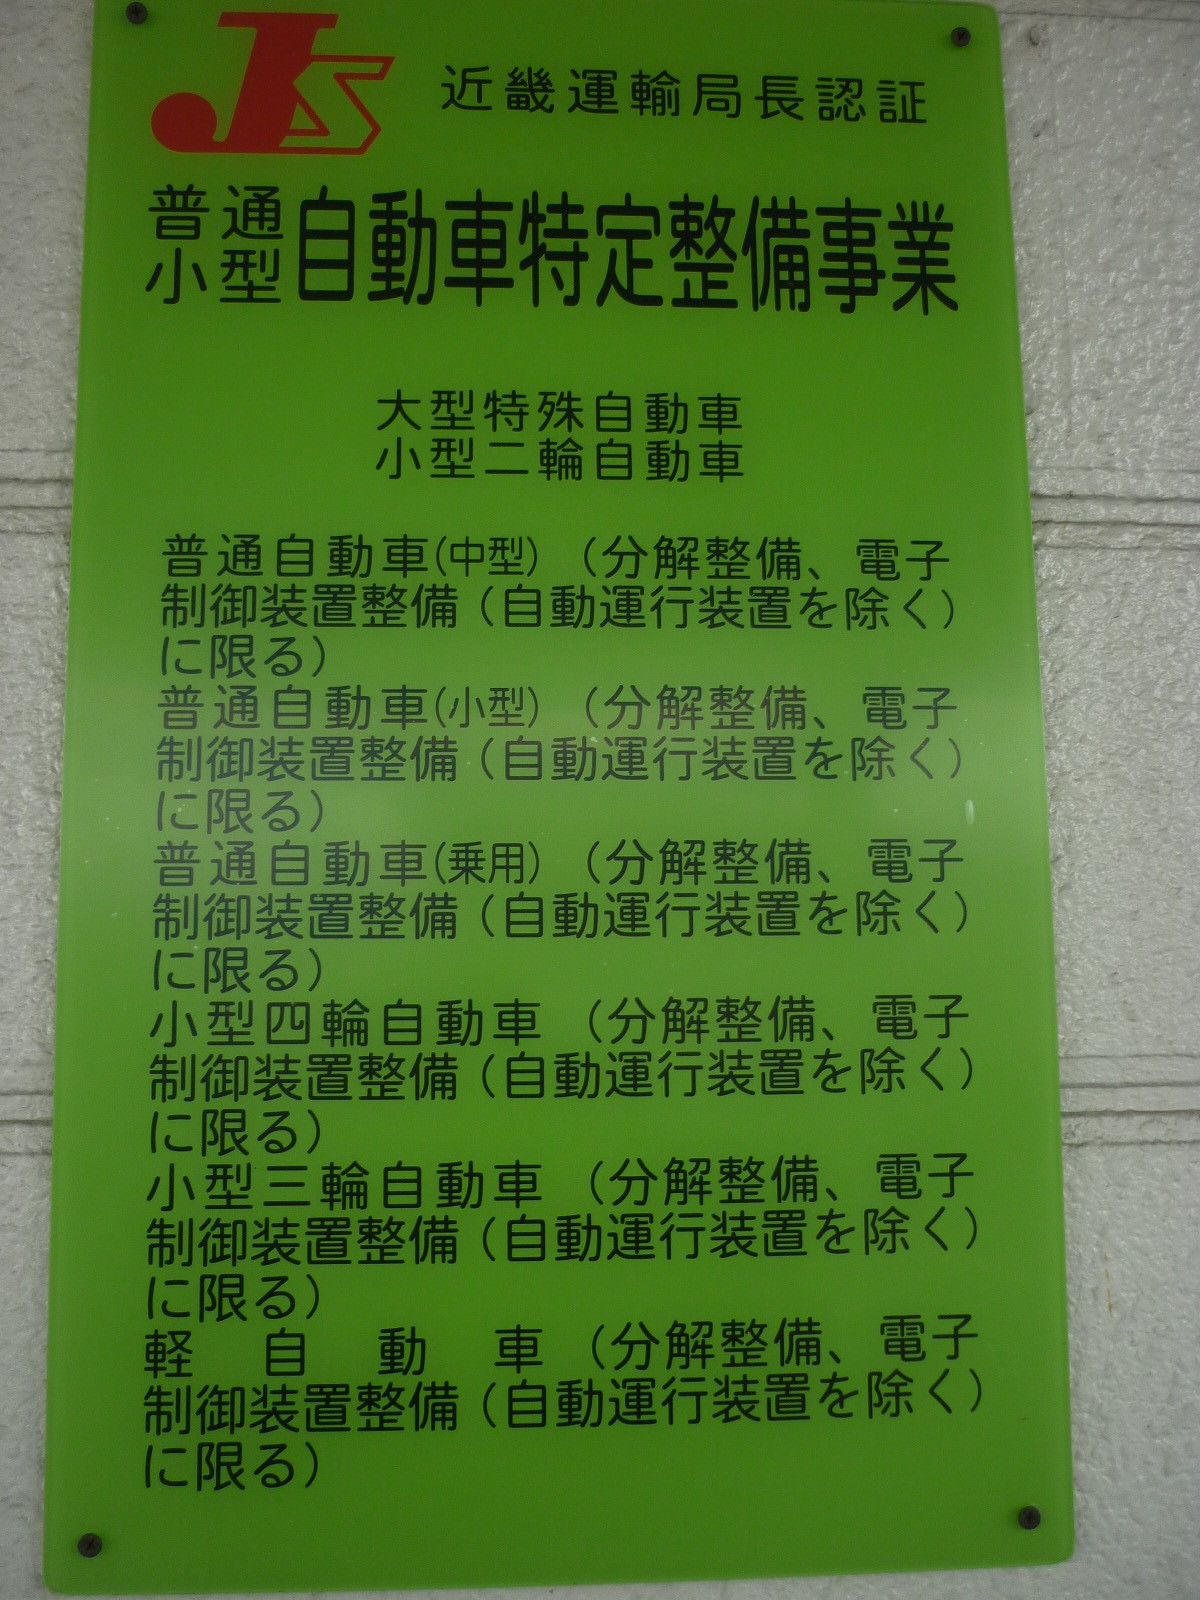 JS 近畿運輸局長認証
普通
小型 自動車特定整備事業
大型特殊自動車
小型二輪自動車
普通自動車(中型)(分解整備、電子
制御装置整備(自動運行装置を除く)
に限る)
普通自動車(小型)(分解整備、電子
制御装置整備(自動運行装置を除く)
に限る)
普通自動車(乗用)(分解整備、電子
制御装置整備(自動運行装置を除く)
に限る)
小型四輪自動車(分解整備、電子
制御装置整備(自動運行装置を除く)
に限る)
小型三輪自動車(分解整備、電子
制御装置整備(自動運行装置を除く)
に限る)
軽自動車(分解整備、電子
制御装置整備(自動運行装置を除く)
に限る)